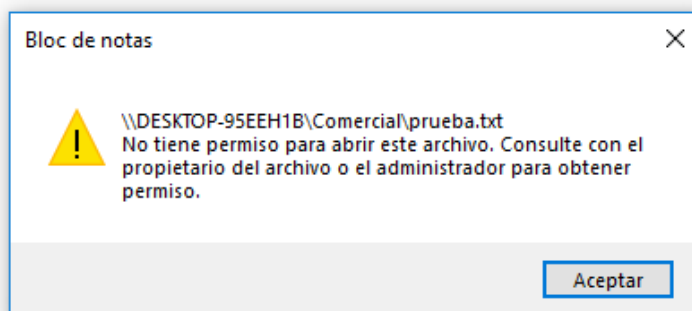 Bloc de notas
\\DESKTOP-95EEH1B\Comercial\prueba.txt
No tiene permiso para abrir este archivo. Consulte con el
propietario del archivo o el administrador para obtener
permiso.
Aceptar